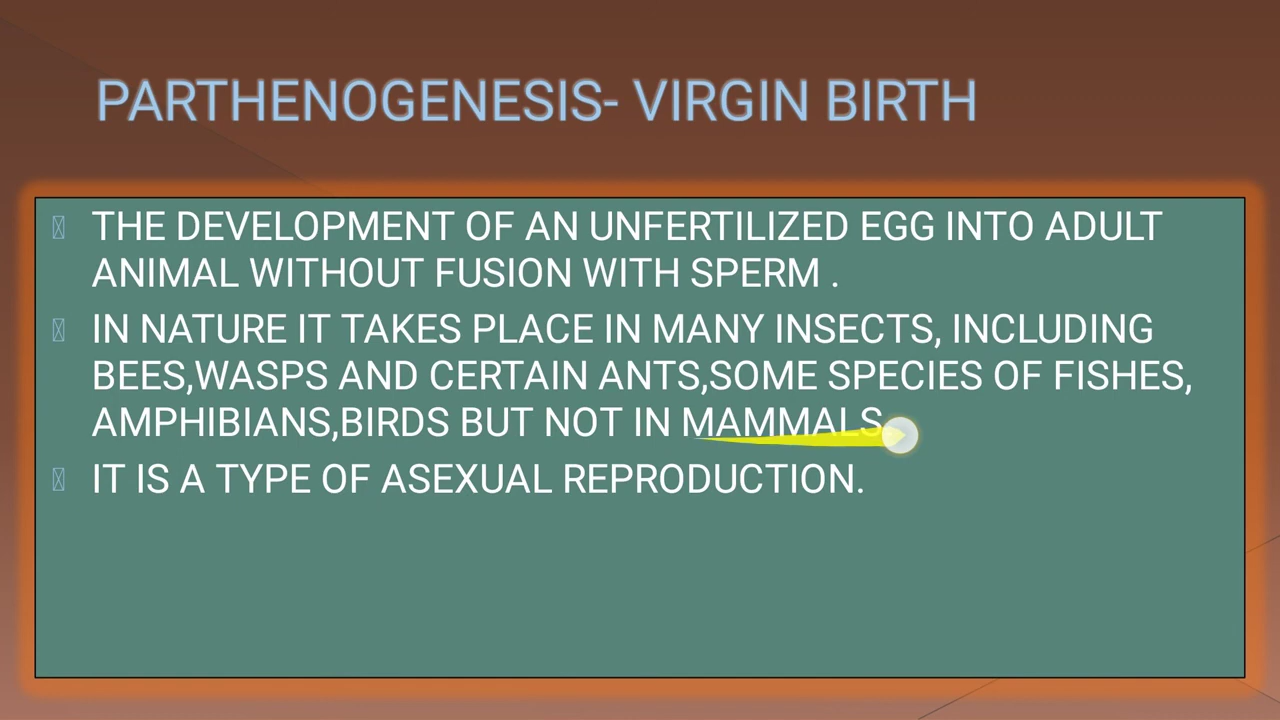 PARTHENOGENESIS- VIRGIN BIRTH
THE DEVELOPMENT OF AN UNFERTILIZED EGG INTO ADULT
ANIMAL WITHOUT FUSION WITH SPERM .
IN NATURE IT TAKES PLACE IN MANY INSECTS, INCLUDING
BEES,WASPS AND CERTAIN ANTS,SOME SPECIES OF FISHES,
AMPHIBIANS,BIRDS BUT NOT IN MAMMALS.
IT IS A TYPE OF ASEXUAL REPRODUCTION.